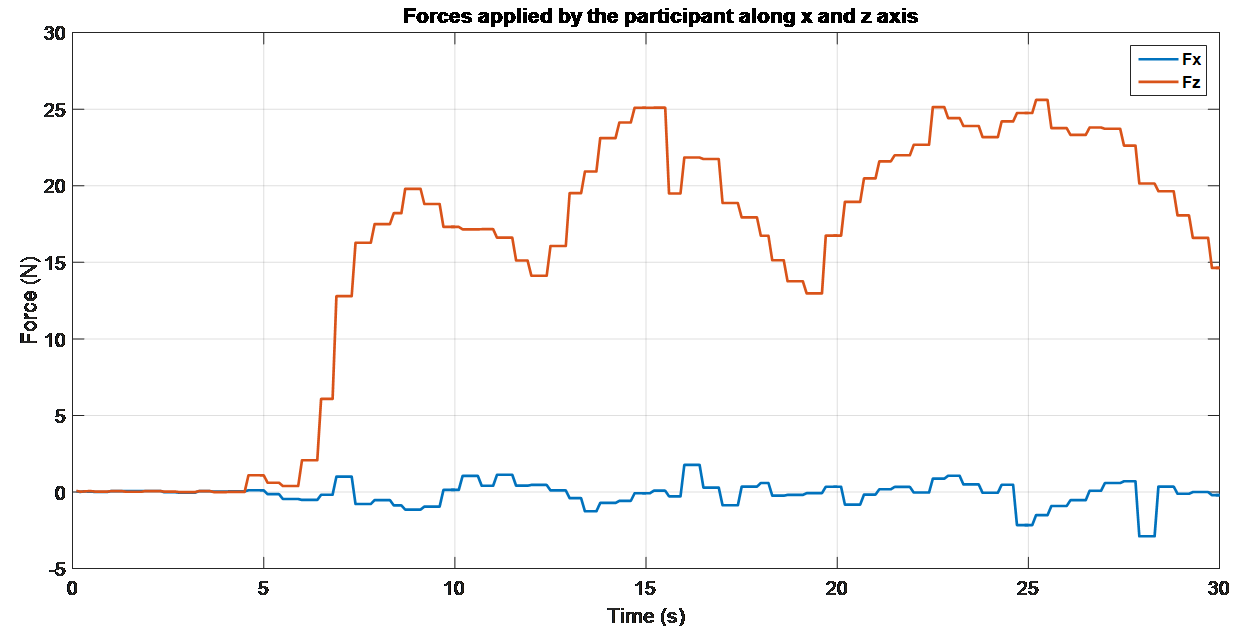 Forces applied by the participant along x and z axis
30
25
20
15
10
5
0
-5
Force (N)
Fx
Fz
0 5 10 15 20 25 30
Time (s)